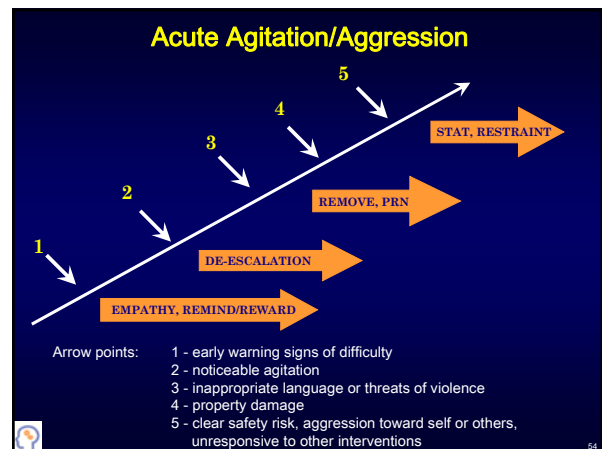 Acute Agitation/Aggression
5
4
3
2
1
STAT, RESTRAINT
REMOVE, PRN
DE-ESCALATION
EMPATHY, REMIND/REWARD
Arrow points:
1 - early warning signs of difficulty
2 - noticeable agitation
3 - inappropriate language or threats of violence
4 - property damage
5 - clear safety risk, aggression toward self or others,
unresponsive to other interventions
54